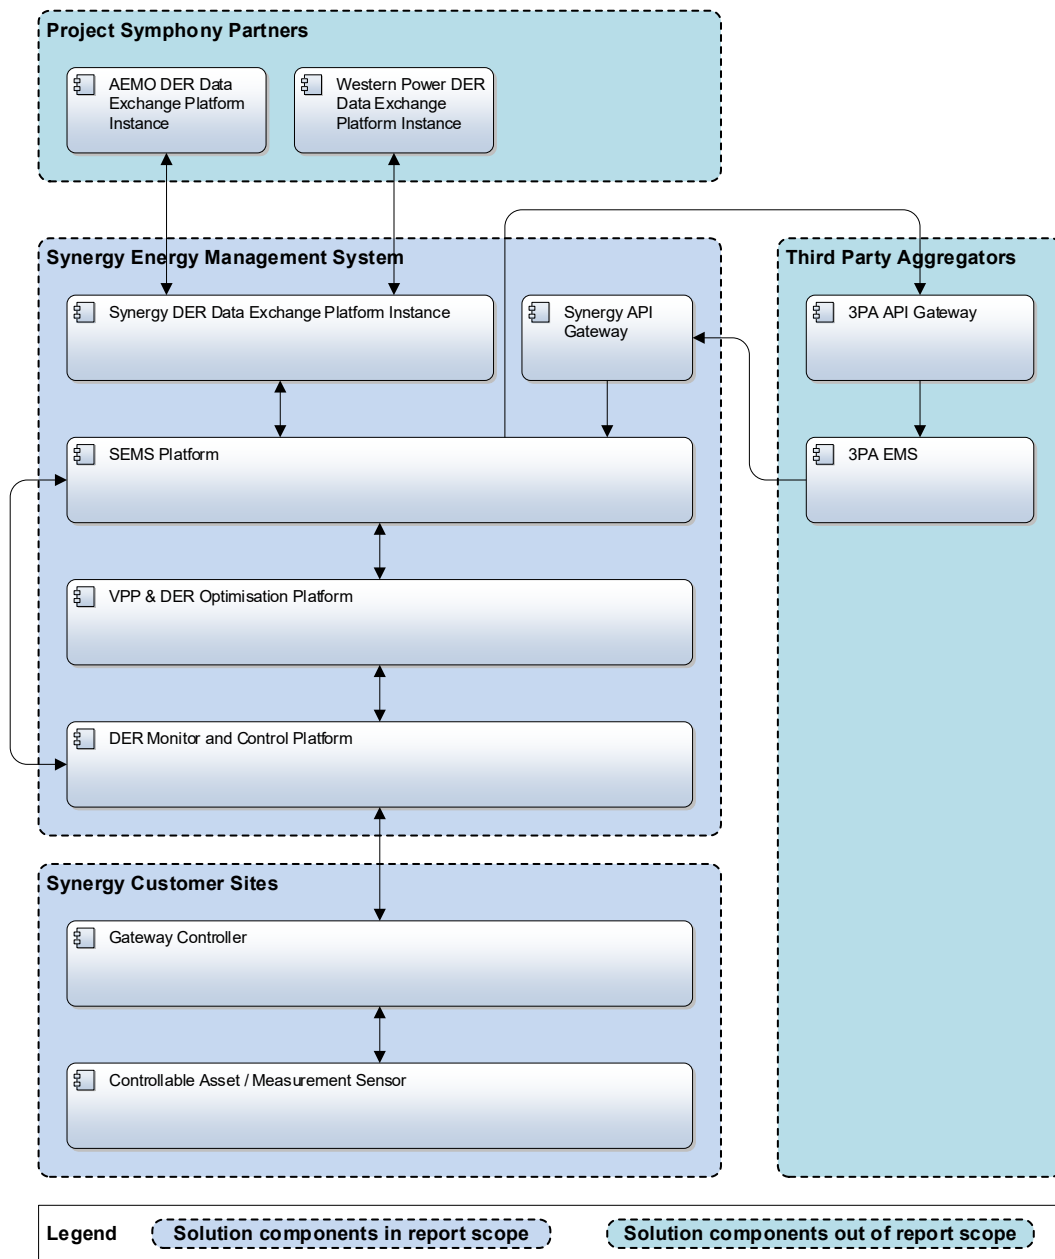 Project Symphony Partners
AEMO DER Data
Exchange Platform
Instance
Western Power DER
Data Exchange
Platform Instance
Synergy Energy Management System
Synergy DER Data Exchange Platform Instance
Synergy API
Gateway
SEMS Platform
VPP & DER Optimisation Platform
DER Monitor and Control Platform
Third Party Aggregators
3PA API Gateway
3PA EMS
Synergy Customer Sites
Gateway Controller
Controllable Asset / Measurement Sensor
Legend
Solution components in report scope
Solution components out of report scope